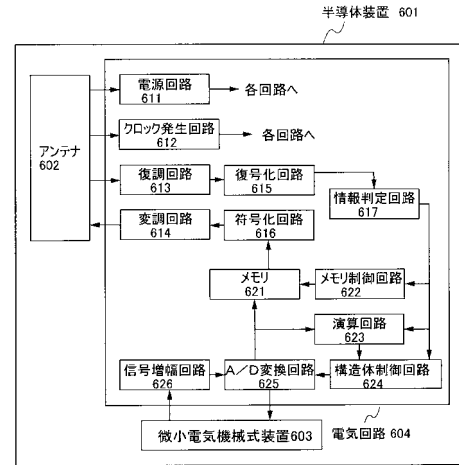 半導体装置 601
電源回路
611
各回路へ
クロック発生回路
612
各回路へ
アンテナ
602
復調回路
613
復号化回路
615
情報判定回路
617
変調回路
614
符号化回路
616
メモリ
621
メモリ制御回路
622
演算回路
623
信号増幅回路
626
A/D変換回路
625
構造体制御回路
624
微小電気機械式装置603
電気回路 604